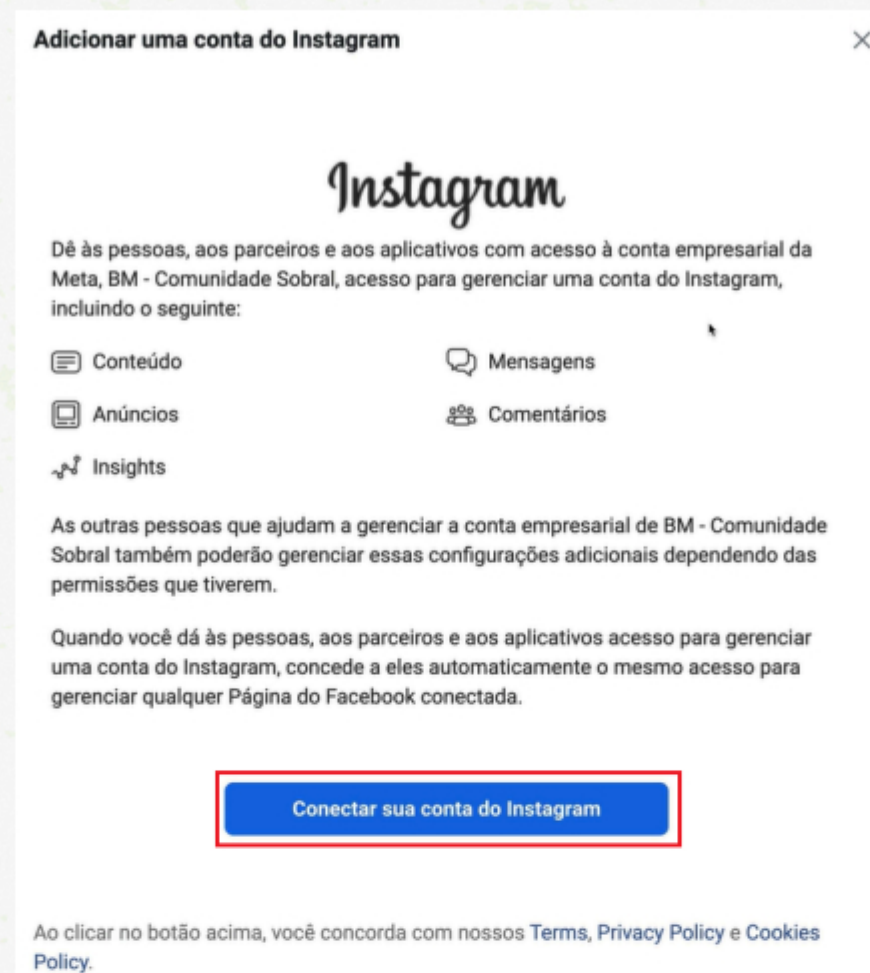 Adicionar uma conta do Instagram
Instagram
Dê às pessoas, aos parceiros e aos aplicativos com acesso à conta empresarial da
Meta, BM - Comunidade Sobral, acesso para gerenciar uma conta do Instagram,
incluindo o seguinte:
Conteúdo
Mensagens
Anúncios
Comentários
Insights
As outras pessoas que ajudam a gerenciar a conta empresarial de BM - Comunidade
Sobral também poderão gerenciar essas configurações adicionais dependendo das
permissões que tiverem.
Quando você dá às pessoas, aos parceiros e aos aplicativos acesso para gerenciar
uma conta do Instagram, concede a eles automaticamente o mesmo acesso para
gerenciar qualquer Página do Facebook conectada.
Conectar sua conta do Instagram
Ao clicar no botão acima, você concorda com nossos Terms, Privacy Policy e Cookies
Policy.